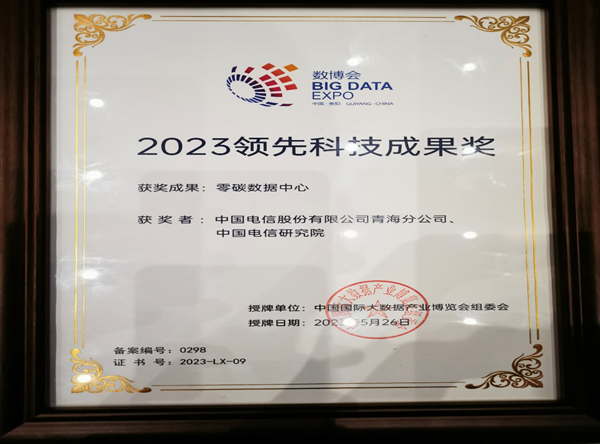 数博会
BIG DATA
EXPO
中国·贵阳 GUIYANG·CHINA
2023领先科技成果奖
获奖成果：零碳数据中心
获奖者：中国电信股份有限公司青海分公司、
中国电信研究院
授牌单位：中国国际大数据产业博览会组委会
授牌日期：2023年5月26日
备案编号：0298
证书号：2023-LX-09